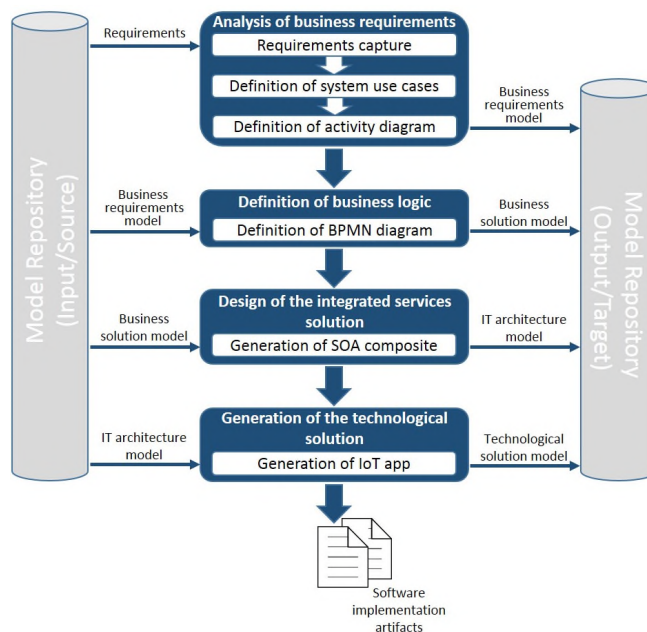 Analysis of business requirements
Requirements
Requirements capture
Definition of system use cases
Definition of activity diagram
Business
requirements
model
Model Repository
(Input/Source)
Model Repository
(Output/Target)
Business
requirements
model
Definition of business logic
Definition of BPMN diagram
Business
solution model
Business
solution model
Design of the integrated services
solution
Generation of SOA composite
IT architecture
model
IT architecture
model
Generation of the technological
solution
Generation of IoT app
Technological
solution model
Software
implementation
artifacts